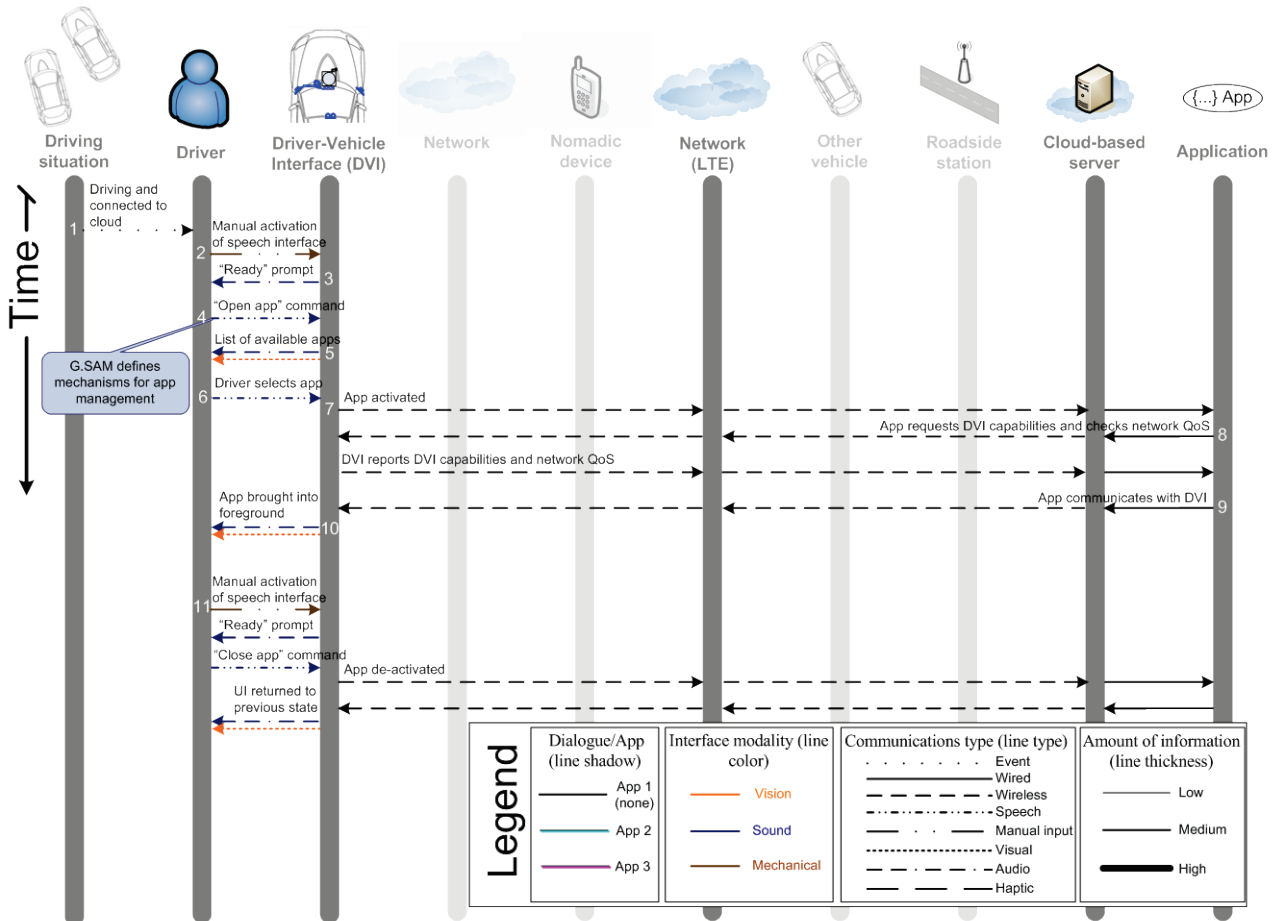 {...} App
Driving
situation
Driver
Driver-Vehicle
Interface (DVI)
Network
Nomadic
device
Network
(LTE)
Other
vehicle
Roadside
station
Cloud-based
server
Application
Time
Driving and
connected to
cloud
1
Manual activation
of speech interface
2
"Ready" prompt
3
"Open app" command
4
List of available apps
5
G.SAM defines
mechanisms for app
management
Driver selects app
6
App activated
7
App requests DVI capabilities and checks network QoS
8
DVI reports DVI capabilities and network QoS
App communicates with DVI
9
App brought into
foreground
10
Manual activation
of speech interface
11
"Ready" prompt
"Close app" command
App de-activated
UI returned to
previous state
Legend
Dialogue/App
(line shadow)
App 1
(none)
App 2
App 3
Interface modality (line
color)
Vision
Sound
Mechanical
Communications type (line type)
Event
Wired
Wireless
Speech
Manual input
Visual
Audio
Haptic
Amount of information
(line thickness)
Low
Medium
High